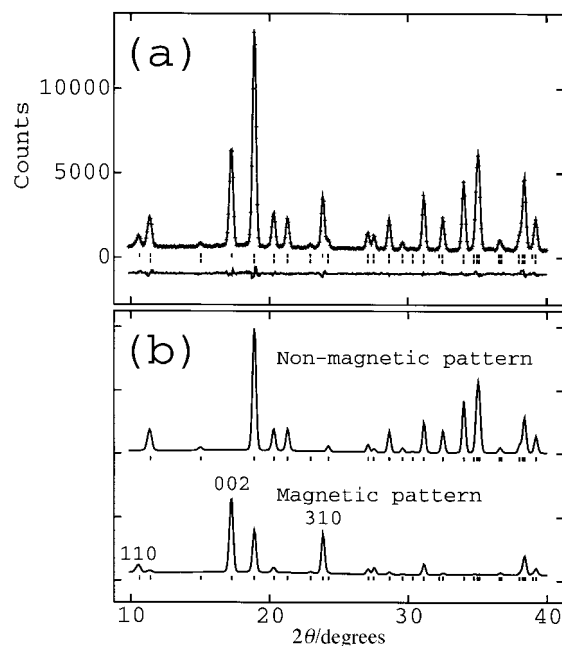 (a)
10000
5000
0
Counts
(b)
Non-magnetic pattern
002
Magnetic pattern
310
110
10
20
30
40
2θ/degrees